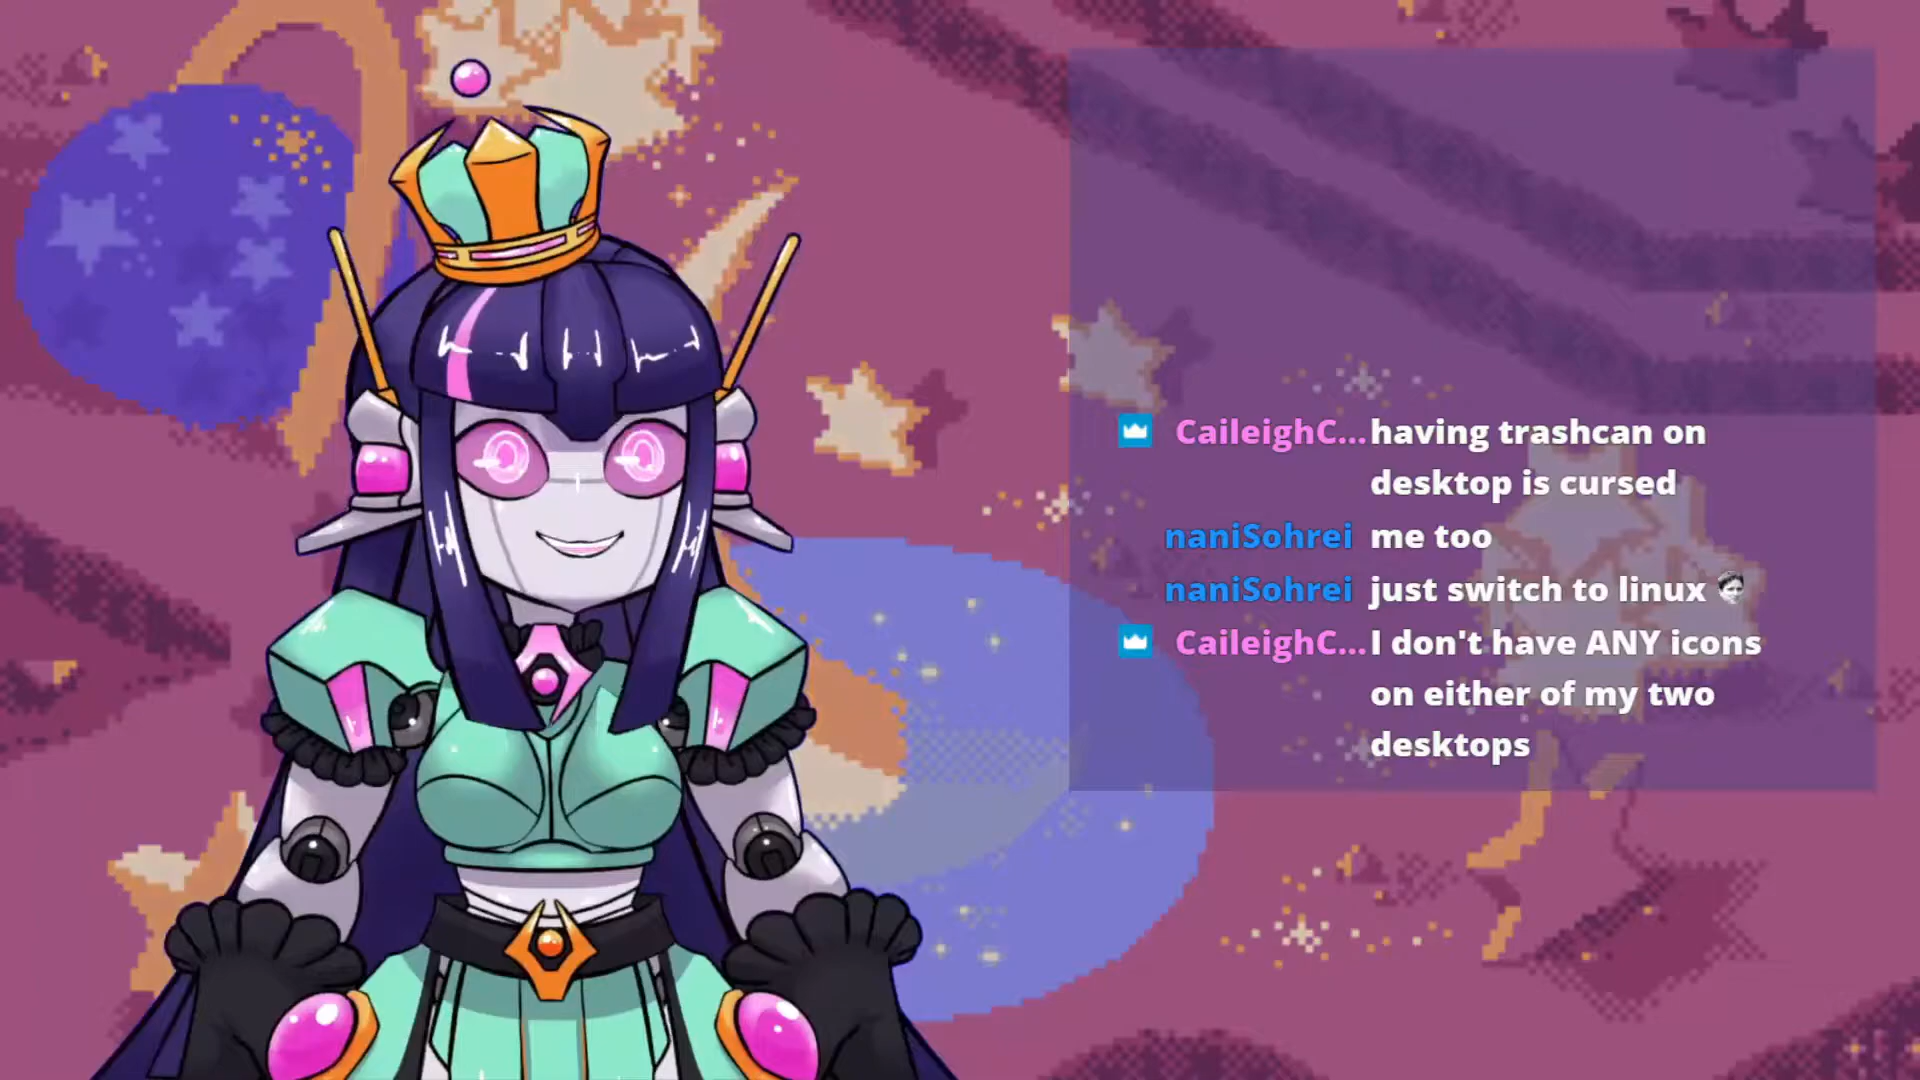 CaileighC... having trashcan on
desktop is cursed
naniSohrei me too
naniSohrei just switch to linux
CaileighC... I don't have ANY icons
on either of my two
desktops